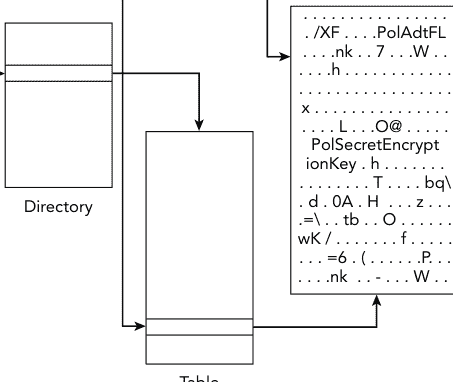 . . . . . . . . . . . . . . . .
. /XF . . . .PolAdtFL
. . . .nk . . 7 . . .W . .
. . . .h . . . . . . . . . . .
. . . . . . . . . . . . . . . .
x . . . . . . . . . . . . . .
. . . . L . . .O@ . . . . .
PolSecretEncrypt
ionKey . h . . . . . . .
. . . . . . . . T . . . . bq\
. d . 0A . H . . . z . . .
.=\ . . tb . . O . . . . . .
wK / . . . . . . . f . . . . .
. . . =6 . ( . . . . . .P. . .
. . . .nk . . - . . . W . . .
Directory
Table